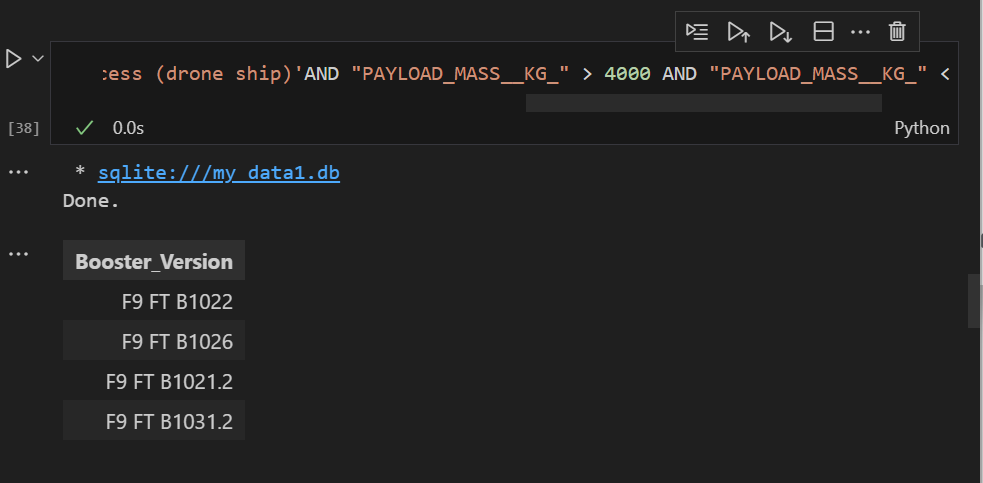 cess (drone ship)'AND "PAYLOAD_MASS__KG_" > 4000 AND "PAYLOAD_MASS__KG_" <
[38] 0.0s Python
* sqlite:///my_data1.db
Done.
Booster_Version
F9 FT B1022
F9 FT B1026
F9 FT B1021.2
F9 FT B1031.2